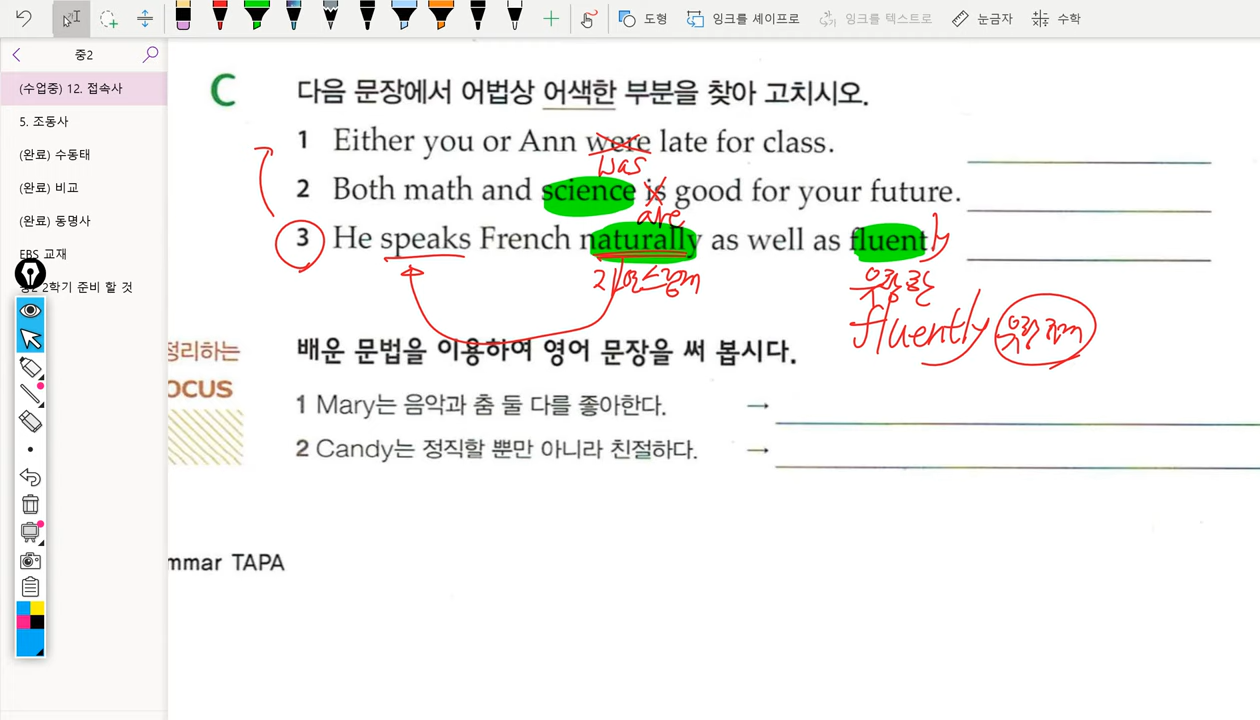 도형 잉크를 셰이프로 잉크를 텍스트로 눈금자 수학
중2
(수업중) 12. 접속사
5. 조동사
(완료) 수동태
(완료) 비교
(완료) 동명사
EBS 교재
중2 2학기 준비 할 것
C 다음 문장에서 어법상 어색한 부분을 찾아 고치시오.
1 Either you or Ann were late for class.
was
2 Both math and science is good for your future.
are
3 He speaks French naturally as well as fluent ly
자연스럽게 유창한
fluently 유창하게
정리하는
OCUS
배운 문법을 이용하여 영어 문장을 써 봅시다.
1 Mary는 음악과 춤 둘 다를 좋아한다. →
2 Candy는 정직할 뿐만 아니라 친절하다. →
mmar TAPA